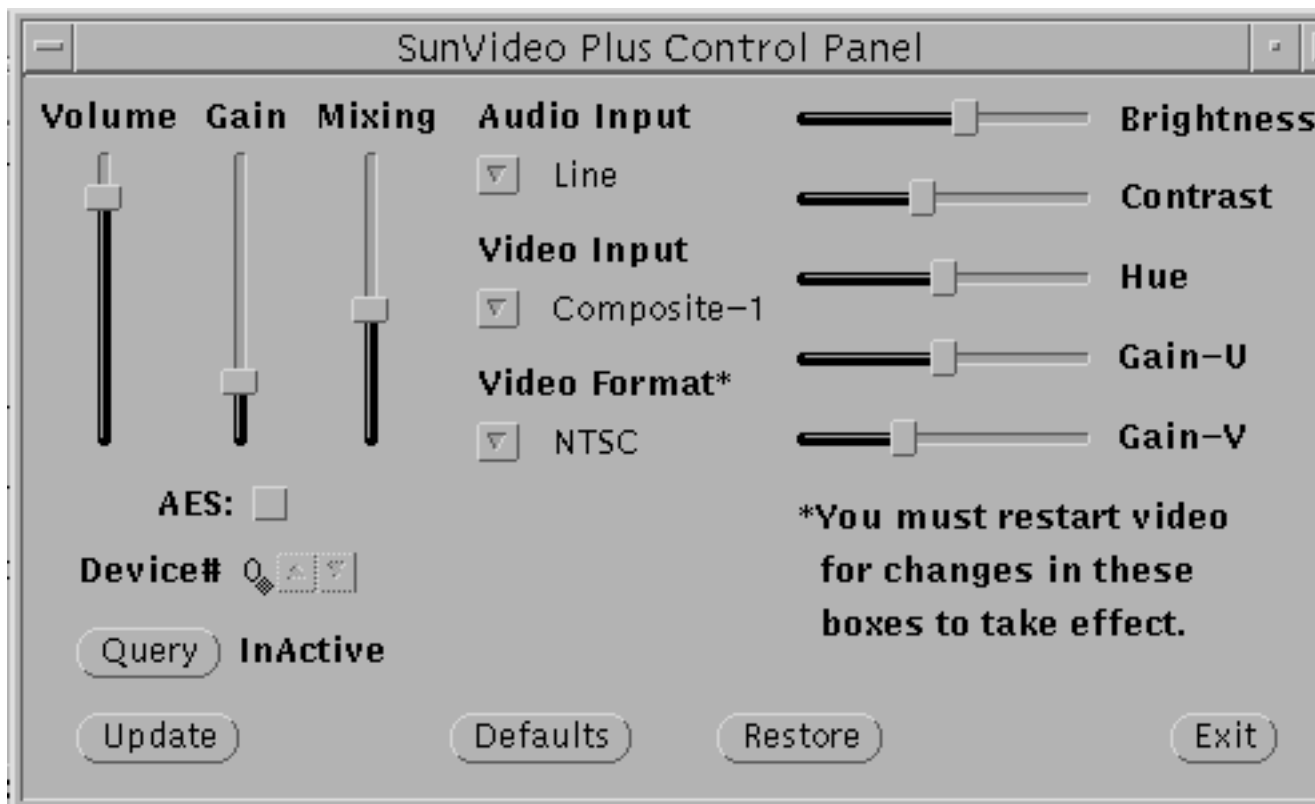 SunVideo Plus Control Panel
Volume Gain Mixing
Audio Input
Line
Video Input
Composite-1
Video Format*
NTSC
Brightness
Contrast
Hue
Gain-U
Gain-V
AES:
Device# 0
*You must restart video
for changes in these
boxes to take effect.
Query InActive
Update Defaults Restore Exit